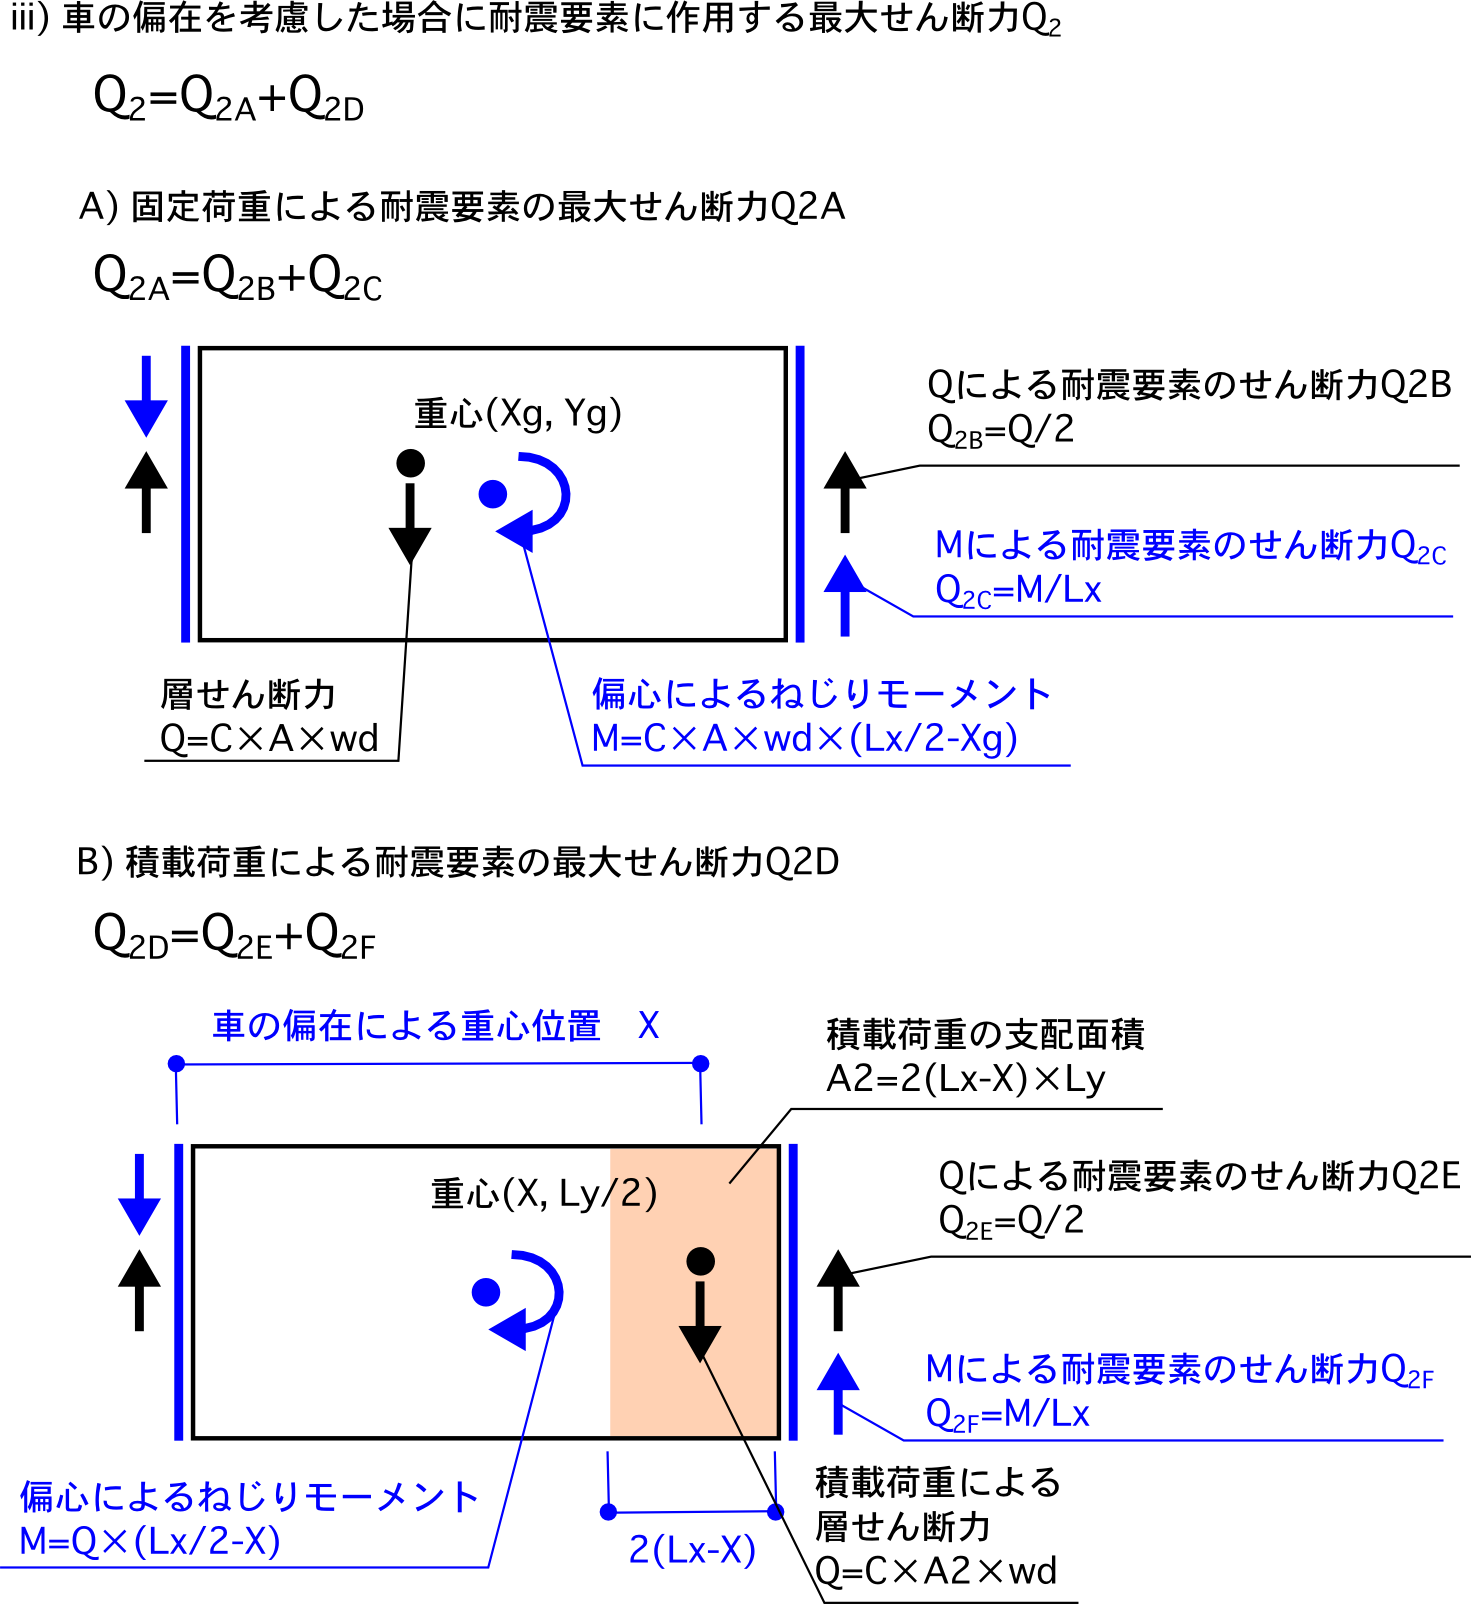 iii) 車の偏在を考慮した場合に耐震要素に作用する最大せん断力Q2
Q2=Q2A+Q2D
A) 固定荷重による耐震要素の最大せん断力Q2A
Q2A=Q2B+Q2C
重心(Xg, Yg)
Qによる耐震要素のせん断力Q2B
Q2B=Q/2
Mによる耐震要素のせん断力Q2C
Q2C=M/Lx
層せん断力
Q=C×A×wd
偏心によるねじりモーメント
M=C×A×wd×(Lx/2-Xg)
B) 積載荷重による耐震要素の最大せん断力Q2D
Q2D=Q2E+Q2F
車の偏在による重心位置　X
積載荷重の支配面積
A2=2(Lx-X)×Ly
重心(X, Ly/2)
Qによる耐震要素のせん断力Q2E
Q2E=Q/2
Mによる耐震要素のせん断力Q2F
Q2F=M/Lx
偏心によるねじりモーメント
M=Q×(Lx/2-X)
2(Lx-X)
積載荷重による
層せん断力
Q=C×A2×wd